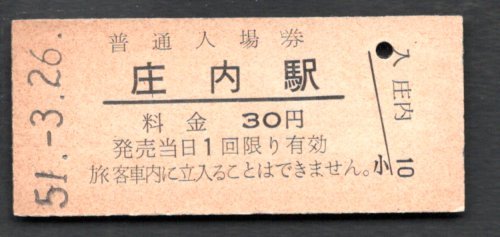 普通入場券
庄内駅
料金 30円
発売当日1回限り有効
旅客車内に立入ることはできません。
51.-3.26.
入 庄内
小 10